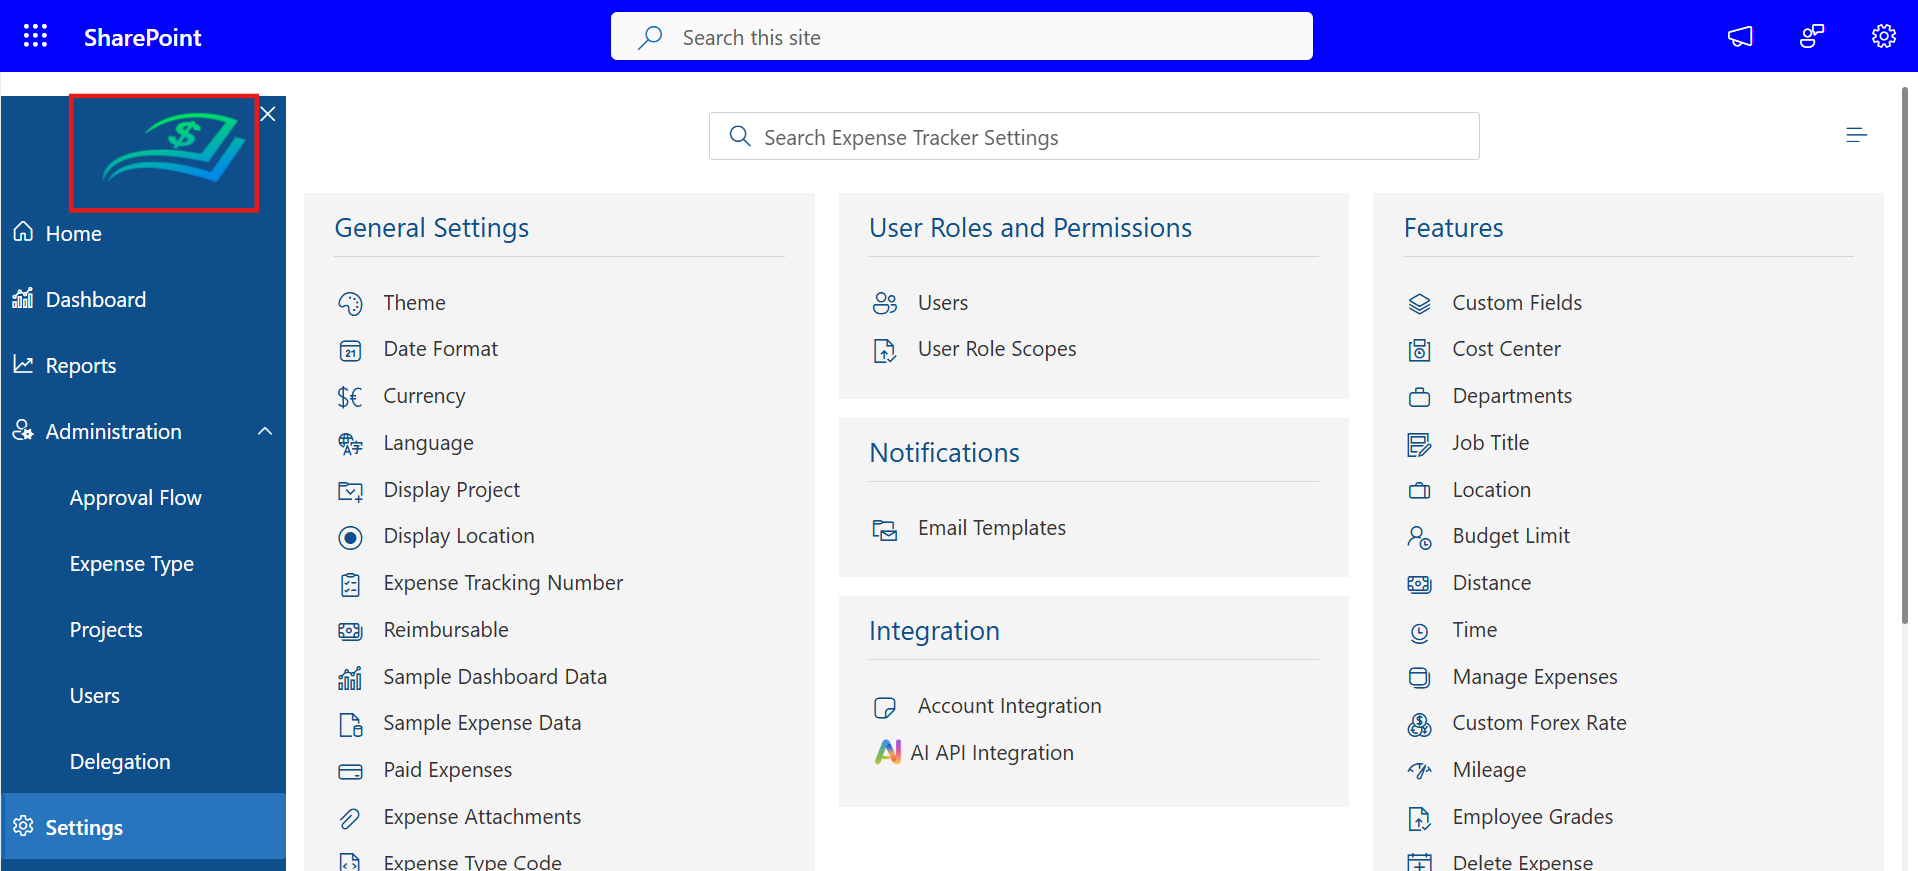 SharePoint
Search this site
Search Expense Tracker Settings
Home
Dashboard
Reports
Administration
Approval Flow
Expense Type
Projects
Users
Delegation
Settings
General Settings
Theme
Date Format
Currency
Language
Display Project
Display Location
Expense Tracking Number
Reimbursable
Sample Dashboard Data
Sample Expense Data
Paid Expenses
Expense Attachments
Expense Type Code
User Roles and Permissions
Users
User Role Scopes
Notifications
Email Templates
Integration
Account Integration
AI API Integration
Features
Custom Fields
Cost Center
Departments
Job Title
Location
Budget Limit
Distance
Time
Manage Expenses
Custom Forex Rate
Mileage
Employee Grades
Delete Expense